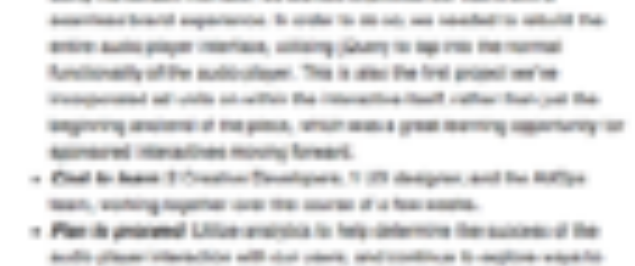 seamless brand experience. In order to do so, we needed to rebuild the
entire audio player interface, utilizing jQuery to tap into the normal
functionality of the audio player. This is also the first project we've
incorporated ad units on within the interactive itself, rather than just the
beginning and end of the piece, which was a great learning opportunity for
sponsored interactives moving forward.
to team: 2 Creative Developers, 1 UX designer, and the AdOps
team, working together over the course of a few weeks.
Plan to proceed: Utilize analytics to help determine the success of the
audio player interaction with our users, and continue to explore ways to